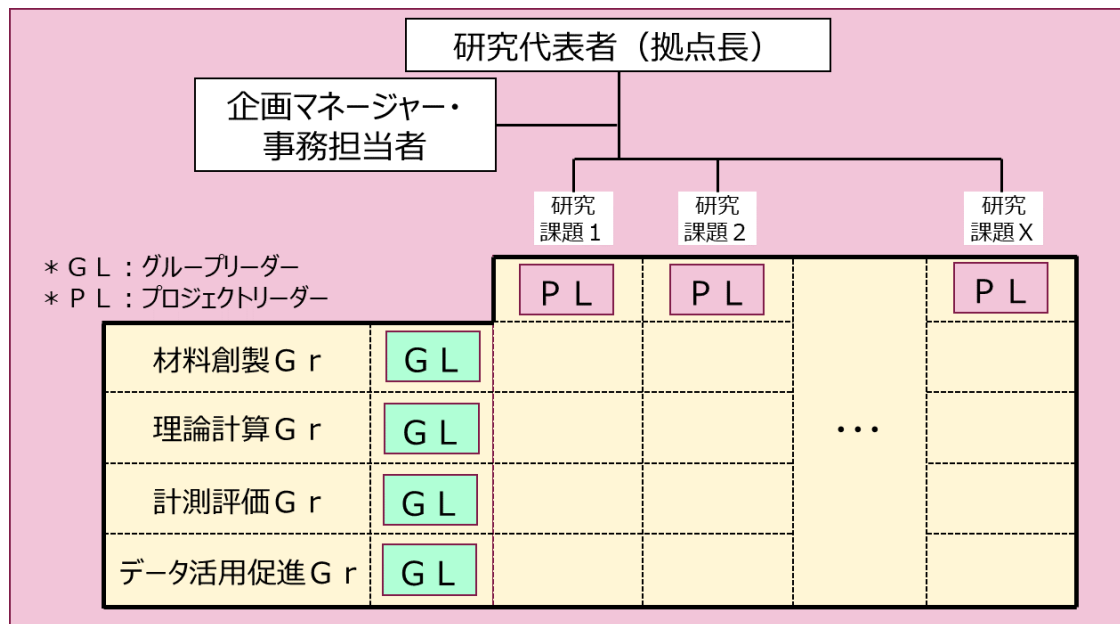 研究代表者（拠点長）
企画マネージャー・
事務担当者
研究
課題１
研究
課題２
研究
課題Ⅹ
＊ＧＬ：グループリーダー
＊ＰＬ：プロジェクトリーダー
ＰＬ
ＰＬ
ＰＬ
材料創製Ｇｒ
ＧＬ
理論計算Ｇｒ
ＧＬ
・・・
計測評価Ｇｒ
ＧＬ
データ活用促進Ｇｒ
ＧＬ